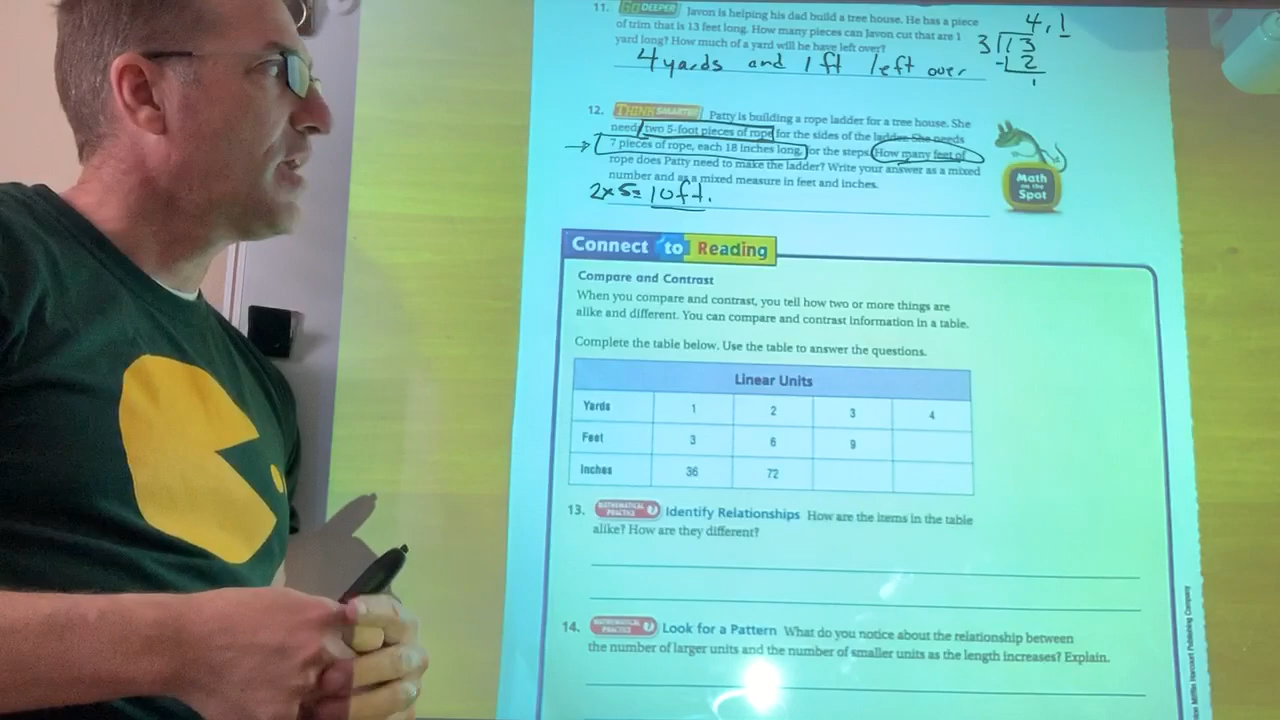 11. GO DEEPER Javon is helping his dad build a tree house. He has a piece
of trim that is 13 feet long. How many pieces can Javon cut that are 1
yard long? How much of a yard will he have left over?
4 yards and 1 ft left over
4,1
3 13
-12
1
12. THINK SMARTER Patty is building a rope ladder for a tree house. She
needs two 5-foot pieces of rope for the sides of the ladder. She needs
7 pieces of rope, each 18 inches long, for the steps. How many feet of
rope does Patty need to make the ladder? Write your answer as a mixed
number and as a mixed measure in feet and inches.
2x5= 10ft.
Math
on the
Spot
Connect to Reading
Compare and Contrast
When you compare and contrast, you tell how two or more things are
alike and different. You can compare and contrast information in a table.
Complete the table below. Use the table to answer the questions.
Linear Units
Yards 1 2 3 4
Feet 3 6 9
Inches 36 72
13. MATHEMATICAL PRACTICE 7 Identify Relationships How are the items in the table
alike? How are they different?
14. MATHEMATICAL PRACTICE 7 Look for a Pattern What do you notice about the relationship between
the number of larger units and the number of smaller units as the length increases? Explain.
Mifflin Harcourt Publishing Company